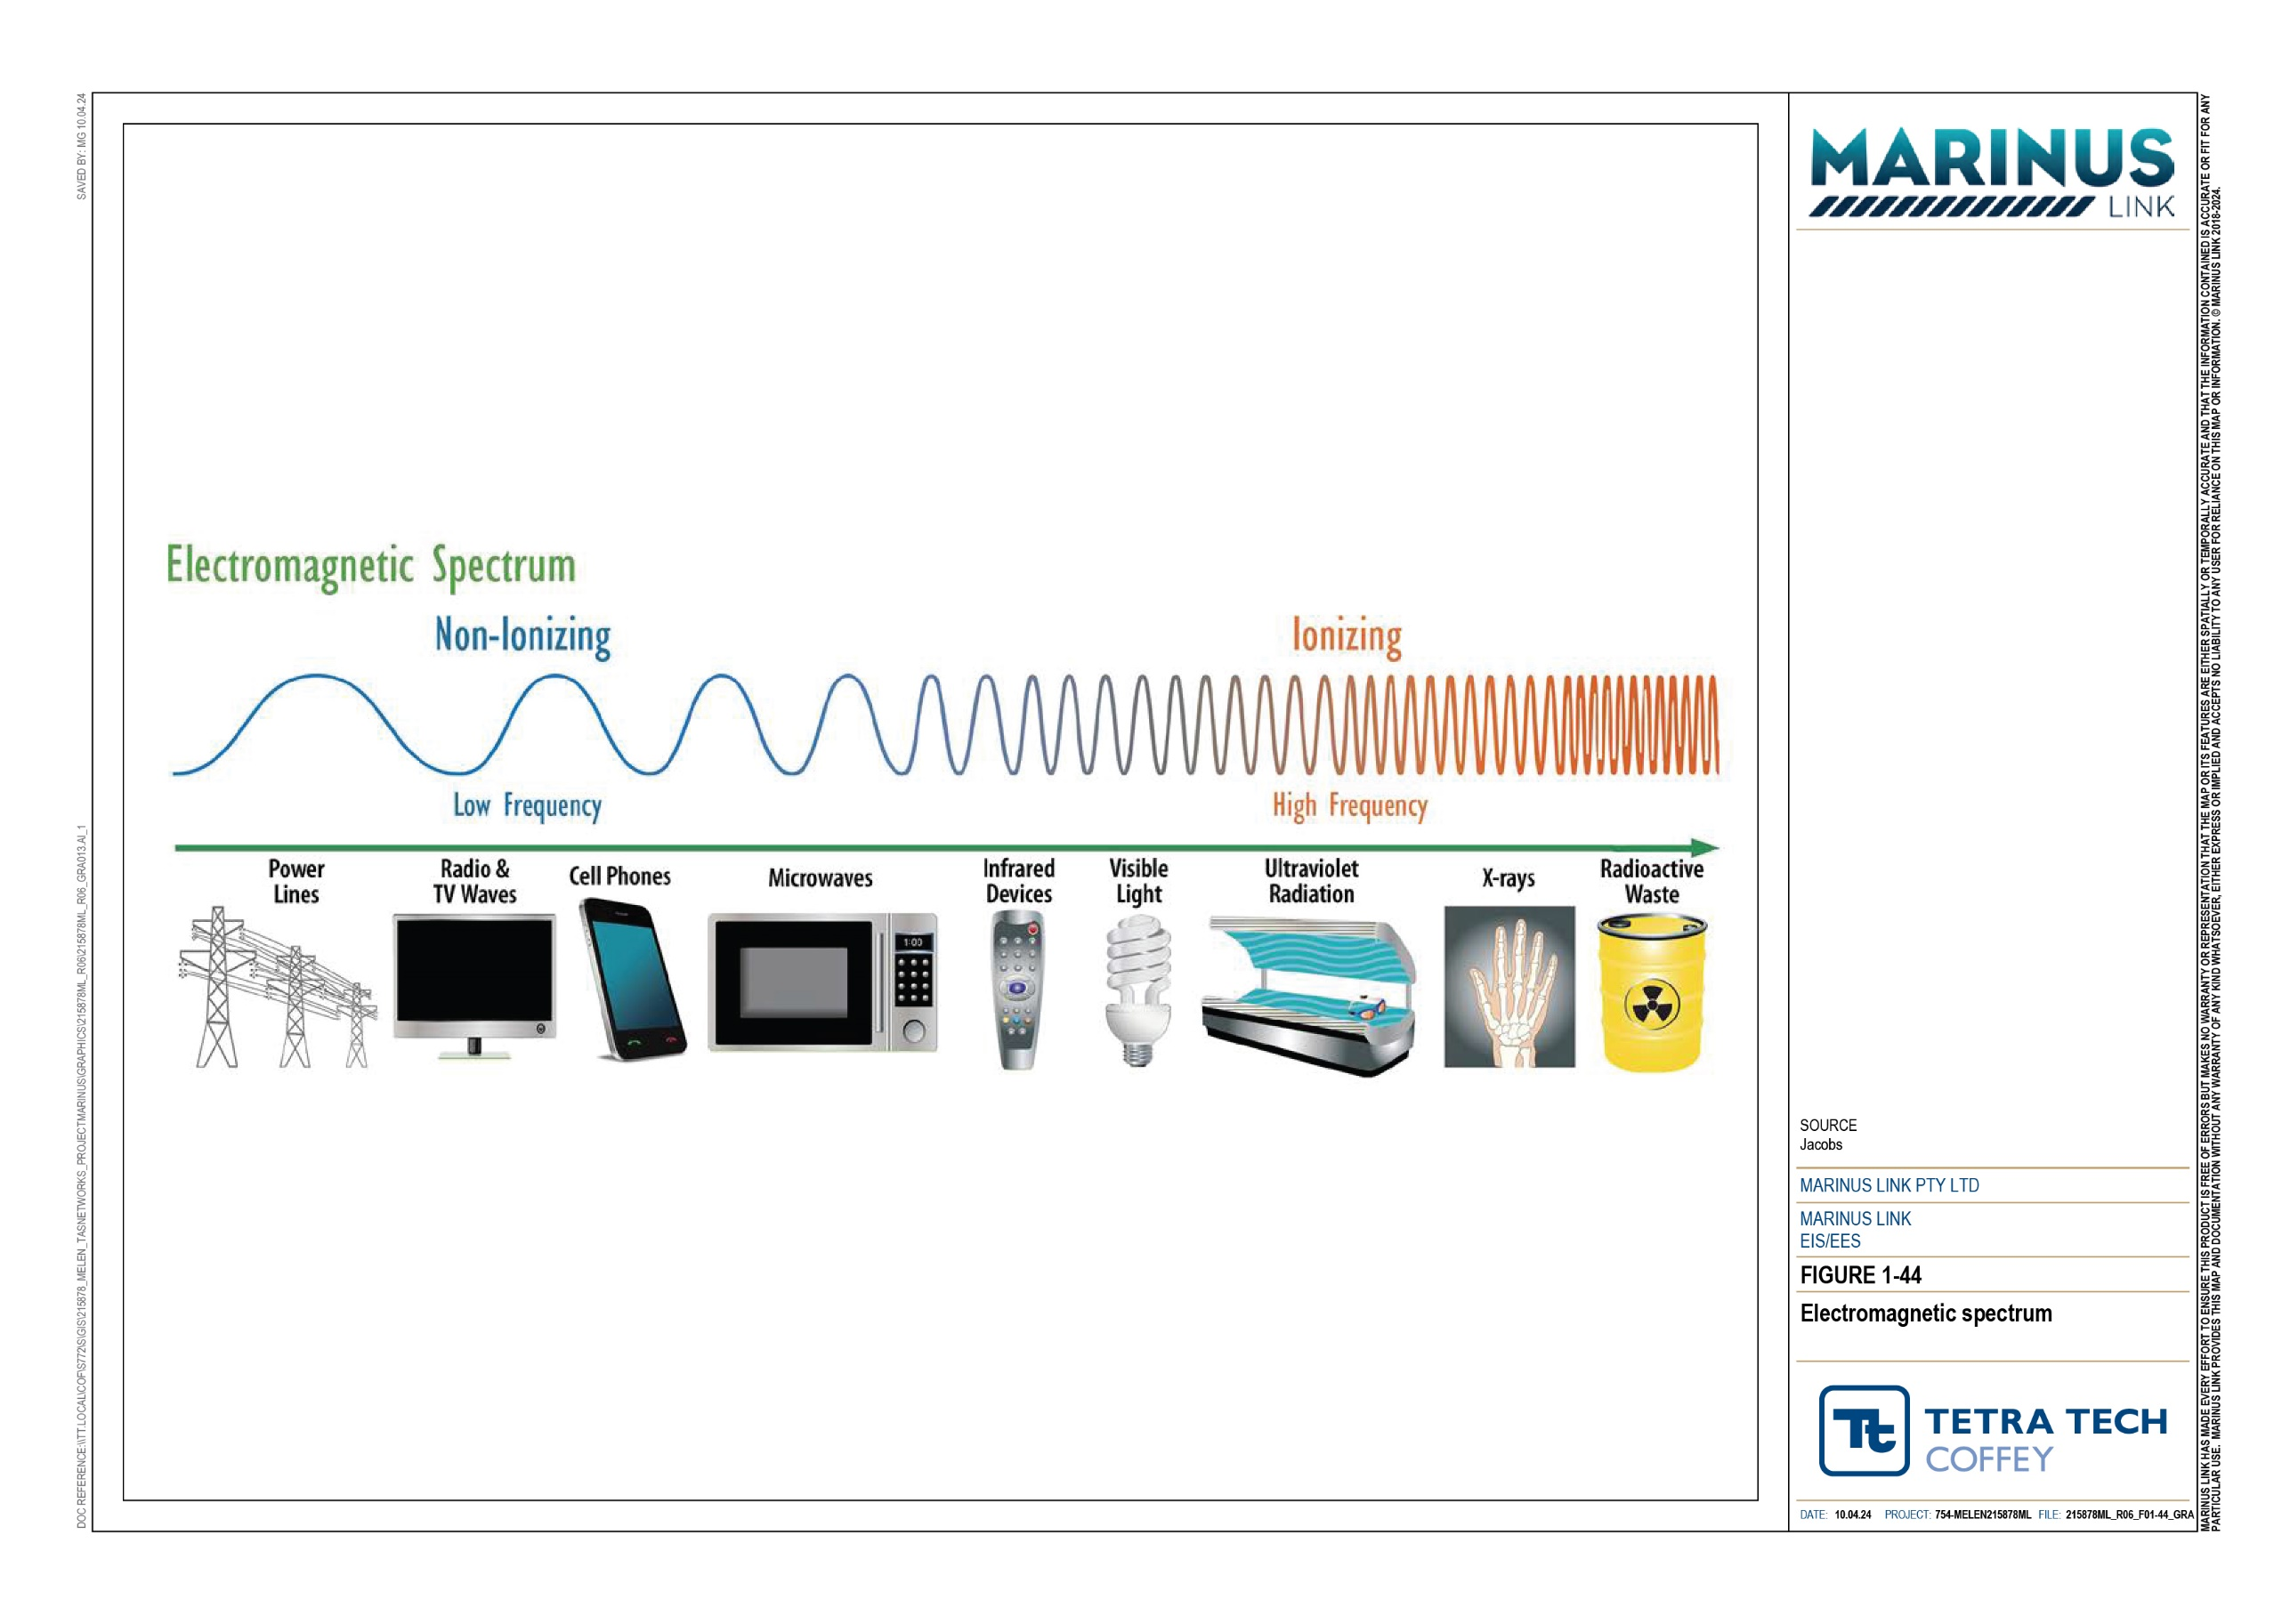 SAVED BY: MG 10.04.24
DOC REFERENCE:\\TT.LOCAL\COF\S772\S\GIS\215878_MELEN_TASNETWORKS_PROJECTMARINUS\GRAPHICS\215878ML_R06\215878ML_R06_GRA013.AI_1
Electromagnetic Spectrum
Non-Ionizing
Ionizing
Low Frequency
High Frequency
Power
Lines
Radio &
TV Waves
Cell Phones
Microwaves
Infrared
Devices
Visible
Light
Ultraviolet
Radiation
X-rays
Radioactive
Waste
1:00
MARINUS
LINK
SOURCE
Jacobs
MARINUS LINK PTY LTD
MARINUS LINK
EIS/EES
FIGURE 1-44
Electromagnetic spectrum
Tt
TETRA TECH
COFFEY
DATE: 10.04.24 PROJECT: 754-MELEN215878ML FILE: 215878ML_R06_F01-44_GRA
MARINUS LINK HAS MADE EVERY EFFORT TO ENSURE THIS PRODUCT IS FREE OF ERRORS BUT MAKES NO WARRANTY OR REPRESENTATION THAT THE MAP OR ITS FEATURES ARE EITHER SPATIALLY OR TEMPORALLY ACCURATE AND THAT THE INFORMATION CONTAINED IS ACCURATE OR FIT FOR ANY
PARTICULAR USE. MARINUS LINK PROVIDES THIS MAP AND DOCUMENTATION WITHOUT ANY WARRANTY OF ANY KIND WHATSOEVER, EITHER EXPRESS OR IMPLIED AND ACCEPTS NO LIABILITY TO ANY USER FOR RELIANCE ON THIS MAP OR INFORMATION. © MARINUS LINK 2018-2024.